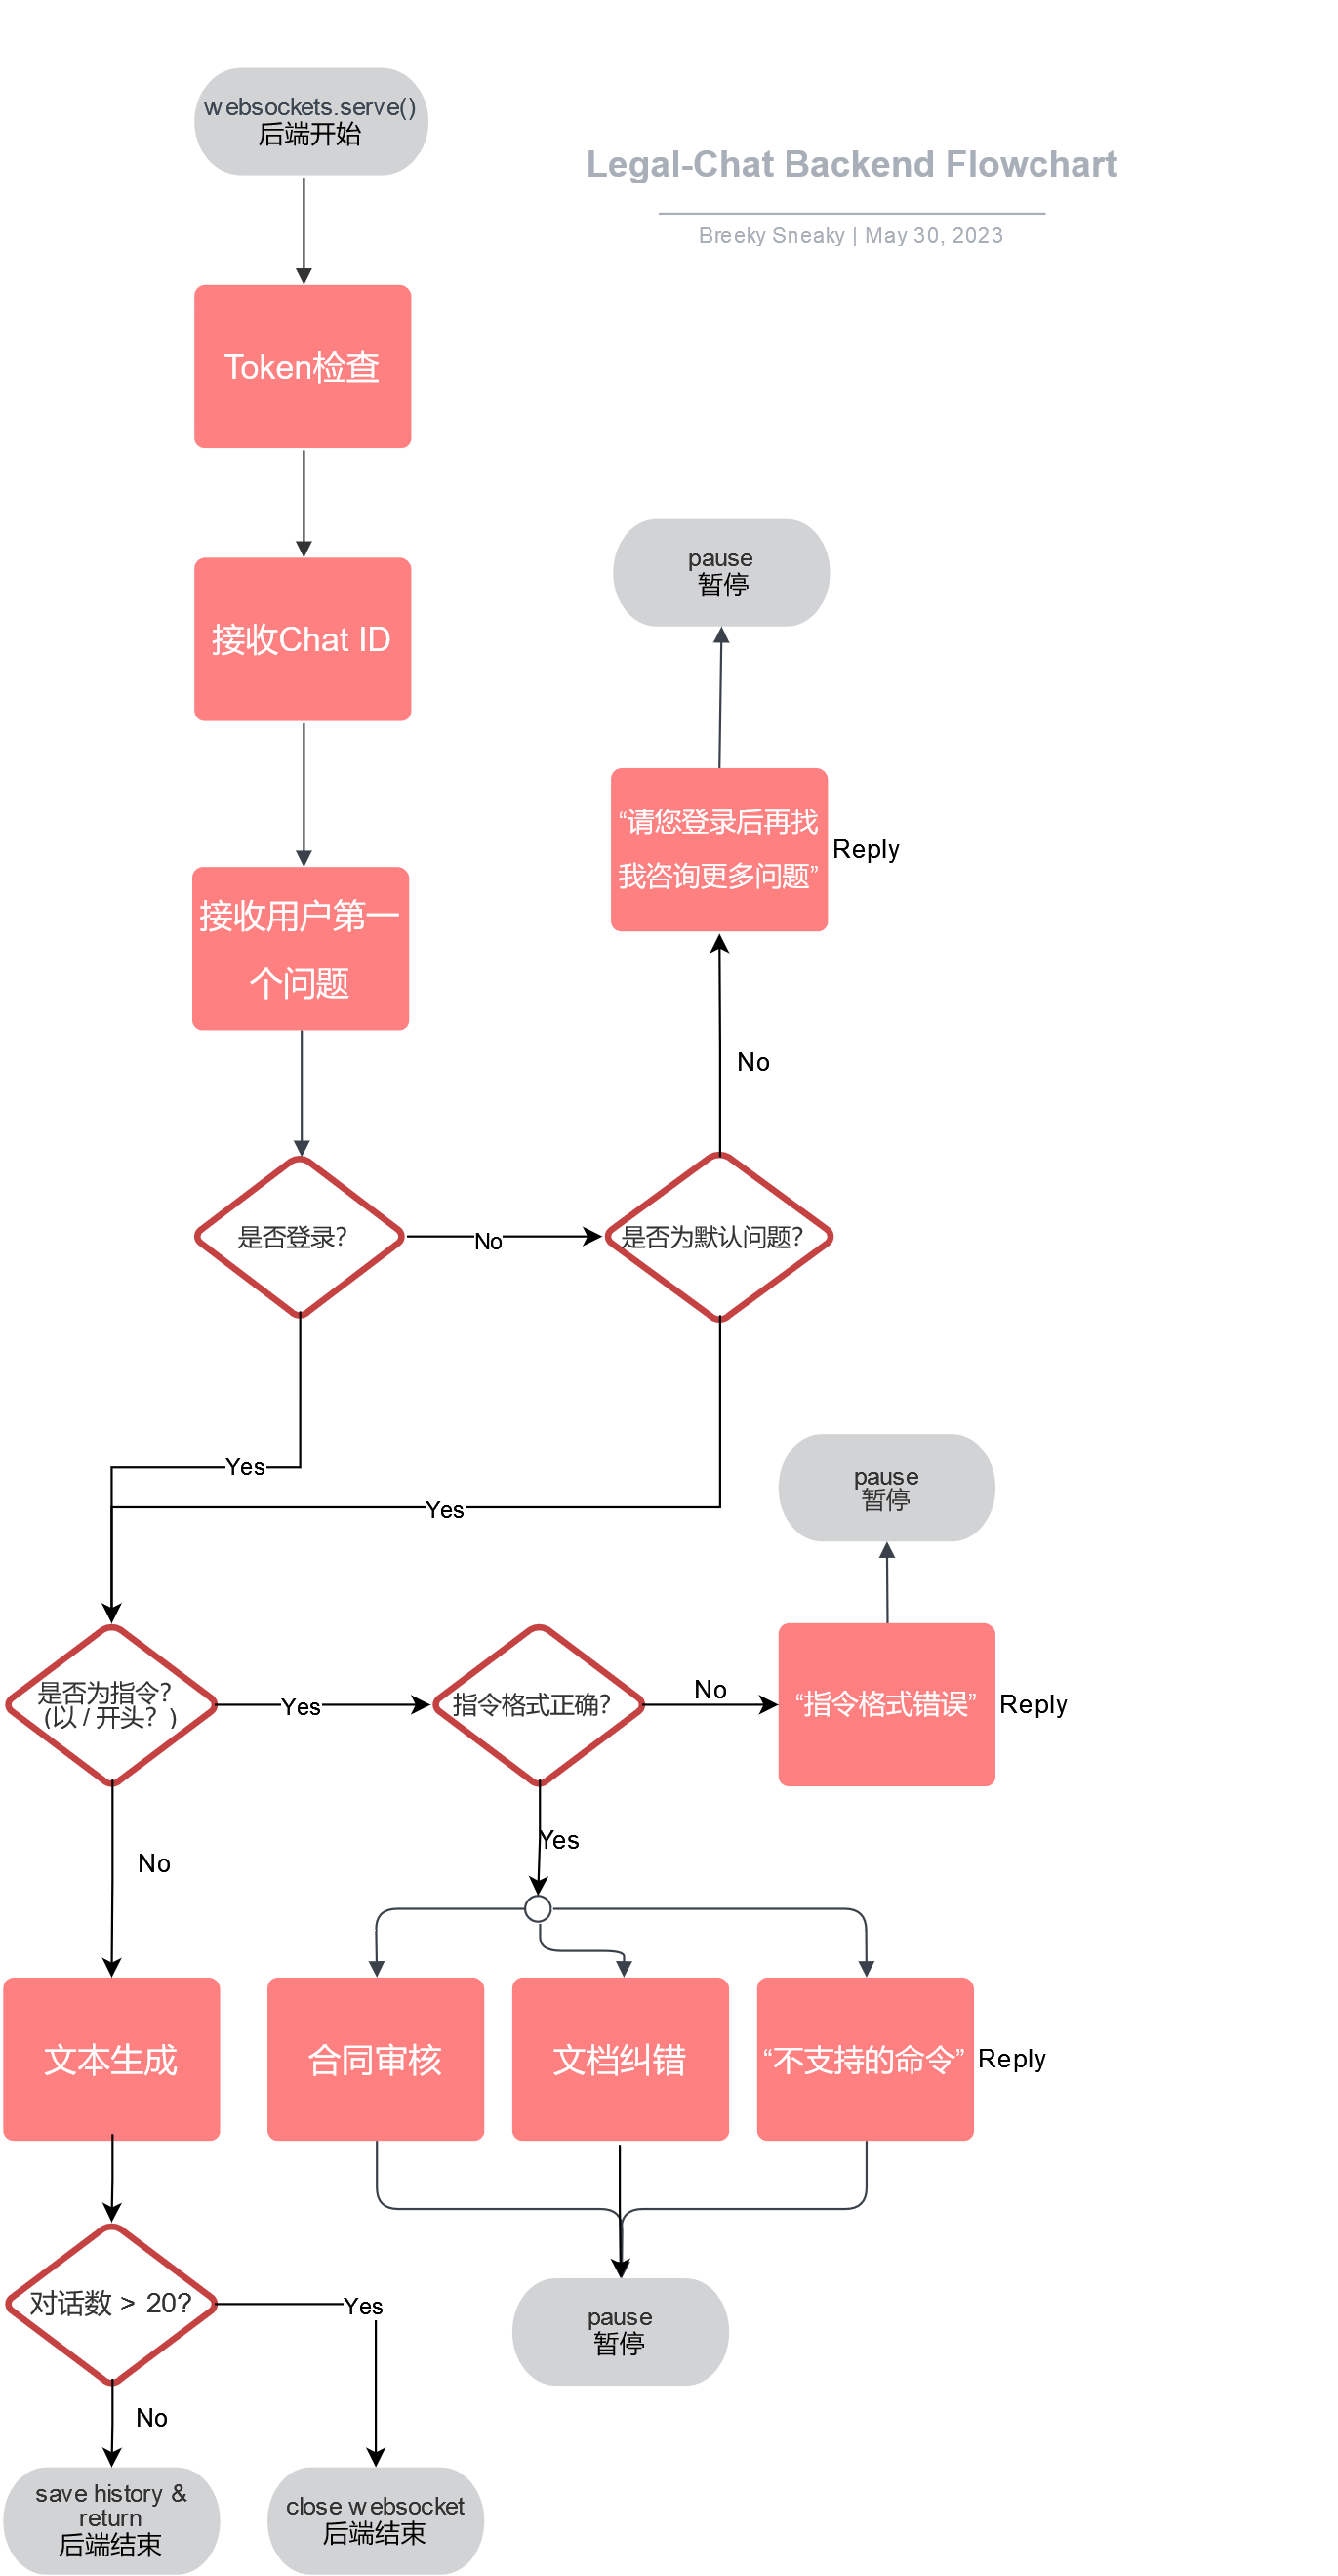 websockets.serve()
后端开始
Legal-Chat Backend Flowchart
Breeky Sneaky | May 30, 2023
Token检查
pause
暂停
接收Chat ID
“请您登录后再找
我咨询更多问题”
Reply
接收用户第一
个问题
No
是否登录？
No
是否为默认问题？
Yes
Yes
pause
暂停
是否为指令？
(以 / 开头？)
Yes
指令格式正确？
No
“指令格式错误”
Reply
Yes
No
文本生成
合同审核
文档纠错
“不支持的命令”
Reply
对话数 > 20?
Yes
pause
暂停
No
save history &
return
后端结束
close websocket
后端结束